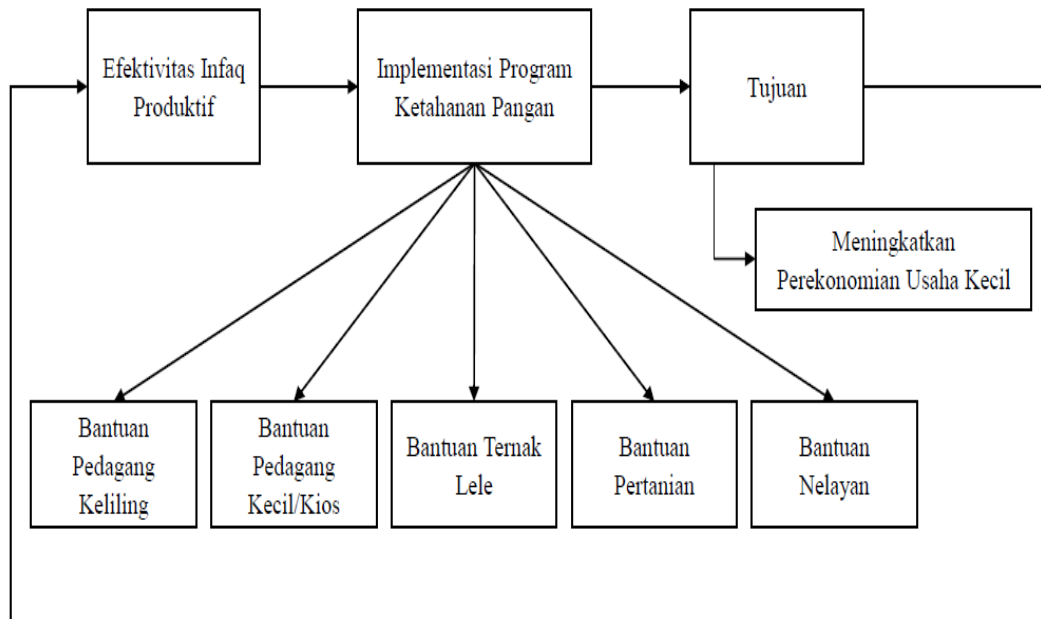 Efektivitas Infaq
Produktif
Implementasi Program
Ketahanan Pangan
Tujuan
Meningkatkan
Perekonomian Usaha Kecil
Bantuan
Pedagang
Keliling
Bantuan
Pedagang
Kecil/Kios
Bantuan Ternak
Lele
Bantuan
Pertanian
Bantuan
Nelayan